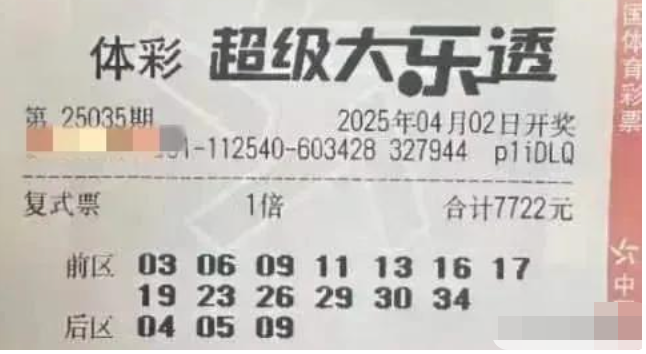 体彩 超级大乐透
第 25035期 2025年04月02日开奖
1-112540-603428 327944 p1iDLQ
复式票 1倍 合计7722元
前区 03 06 09 11 13 16 17
19 23 26 29 30 34
后区 04 05 09
国体育彩票
中